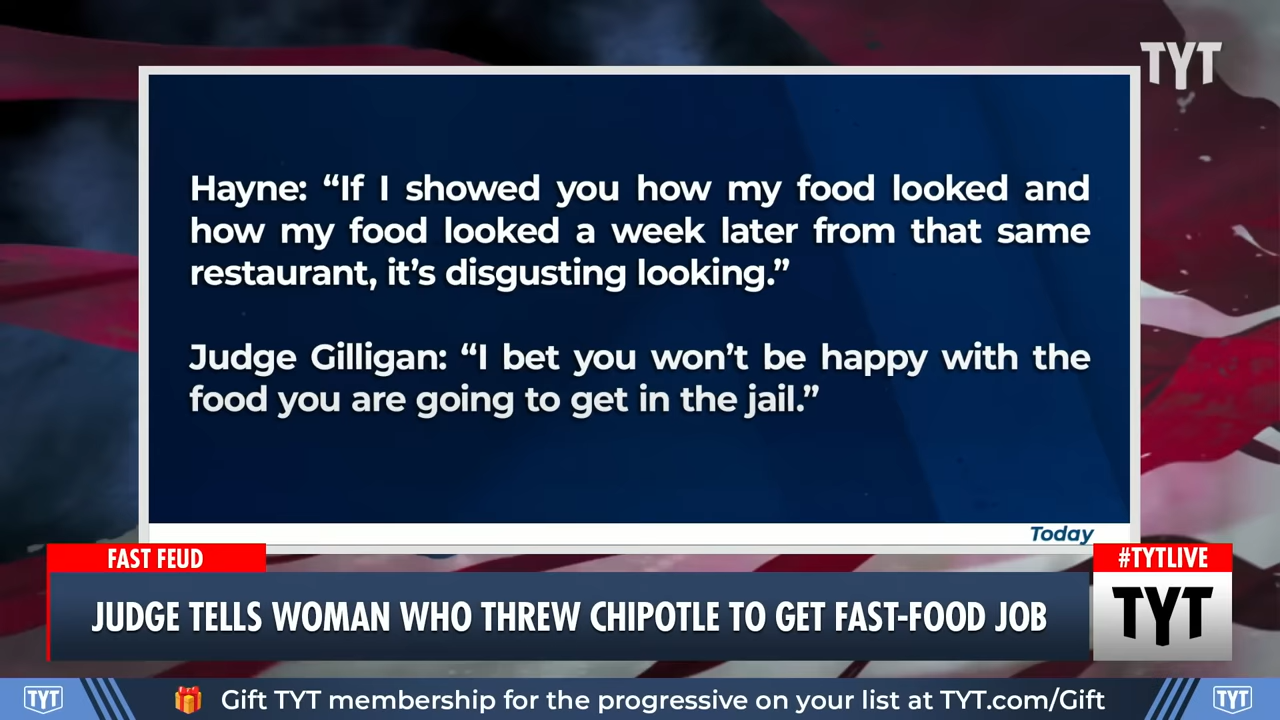 TYT
Hayne: “If I showed you how my food looked and
how my food looked a week later from that same
restaurant, it’s disgusting looking.”
Judge Gilligan: “I bet you won’t be happy with the
food you are going to get in the jail.”
Today
FAST FEUD
#TYTLIVE
JUDGE TELLS WOMAN WHO THREW CHIPOTLE TO GET FAST-FOOD JOB
TYT
TYT
Gift TYT membership for the progressive on your list at TYT.com/Gift
TYT